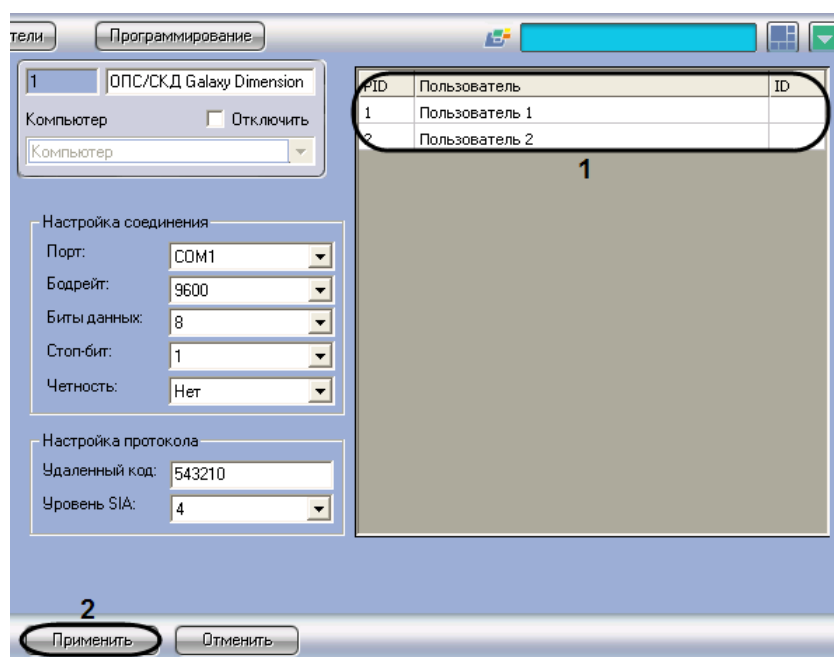 тели Программирование
1 ОПС/СКД Galaxy Dimension
Компьютер Отключить
Компьютер
Настройка соединения
Порт: COM1
Бодрейт: 9600
Биты данных: 8
Стоп-бит: 1
Четность: Нет
Настройка протокола
Удаленный код: 543210
Уровень SIA: 4
PID Пользователь ID
1 Пользователь 1
2 Пользователь 2
1
2
Применить Отменить